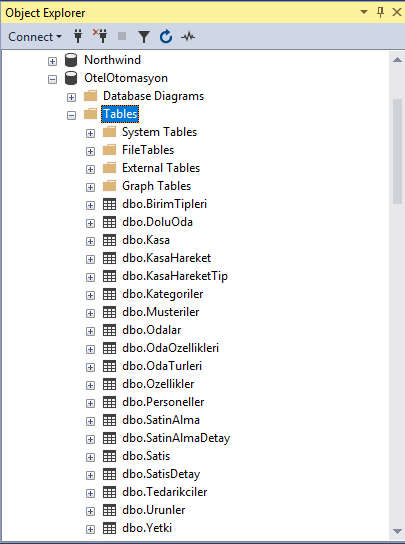 Object Explorer
Connect
Northwind
OtelOtomasyon
Database Diagrams
Tables
System Tables
FileTables
External Tables
Graph Tables
dbo.BirimTipleri
dbo.DoluOda
dbo.Kasa
dbo.KasaHareket
dbo.KasaHareketTip
dbo.Kategoriler
dbo.Musteriler
dbo.Odalar
dbo.OdaOzellikleri
dbo.OdaTurleri
dbo.Ozellikler
dbo.Personeller
dbo.SatinAlma
dbo.SatinAlmaDetay
dbo.Satis
dbo.SatisDetay
dbo.Tedarikciler
dbo.Urunler
dbo.Yetki